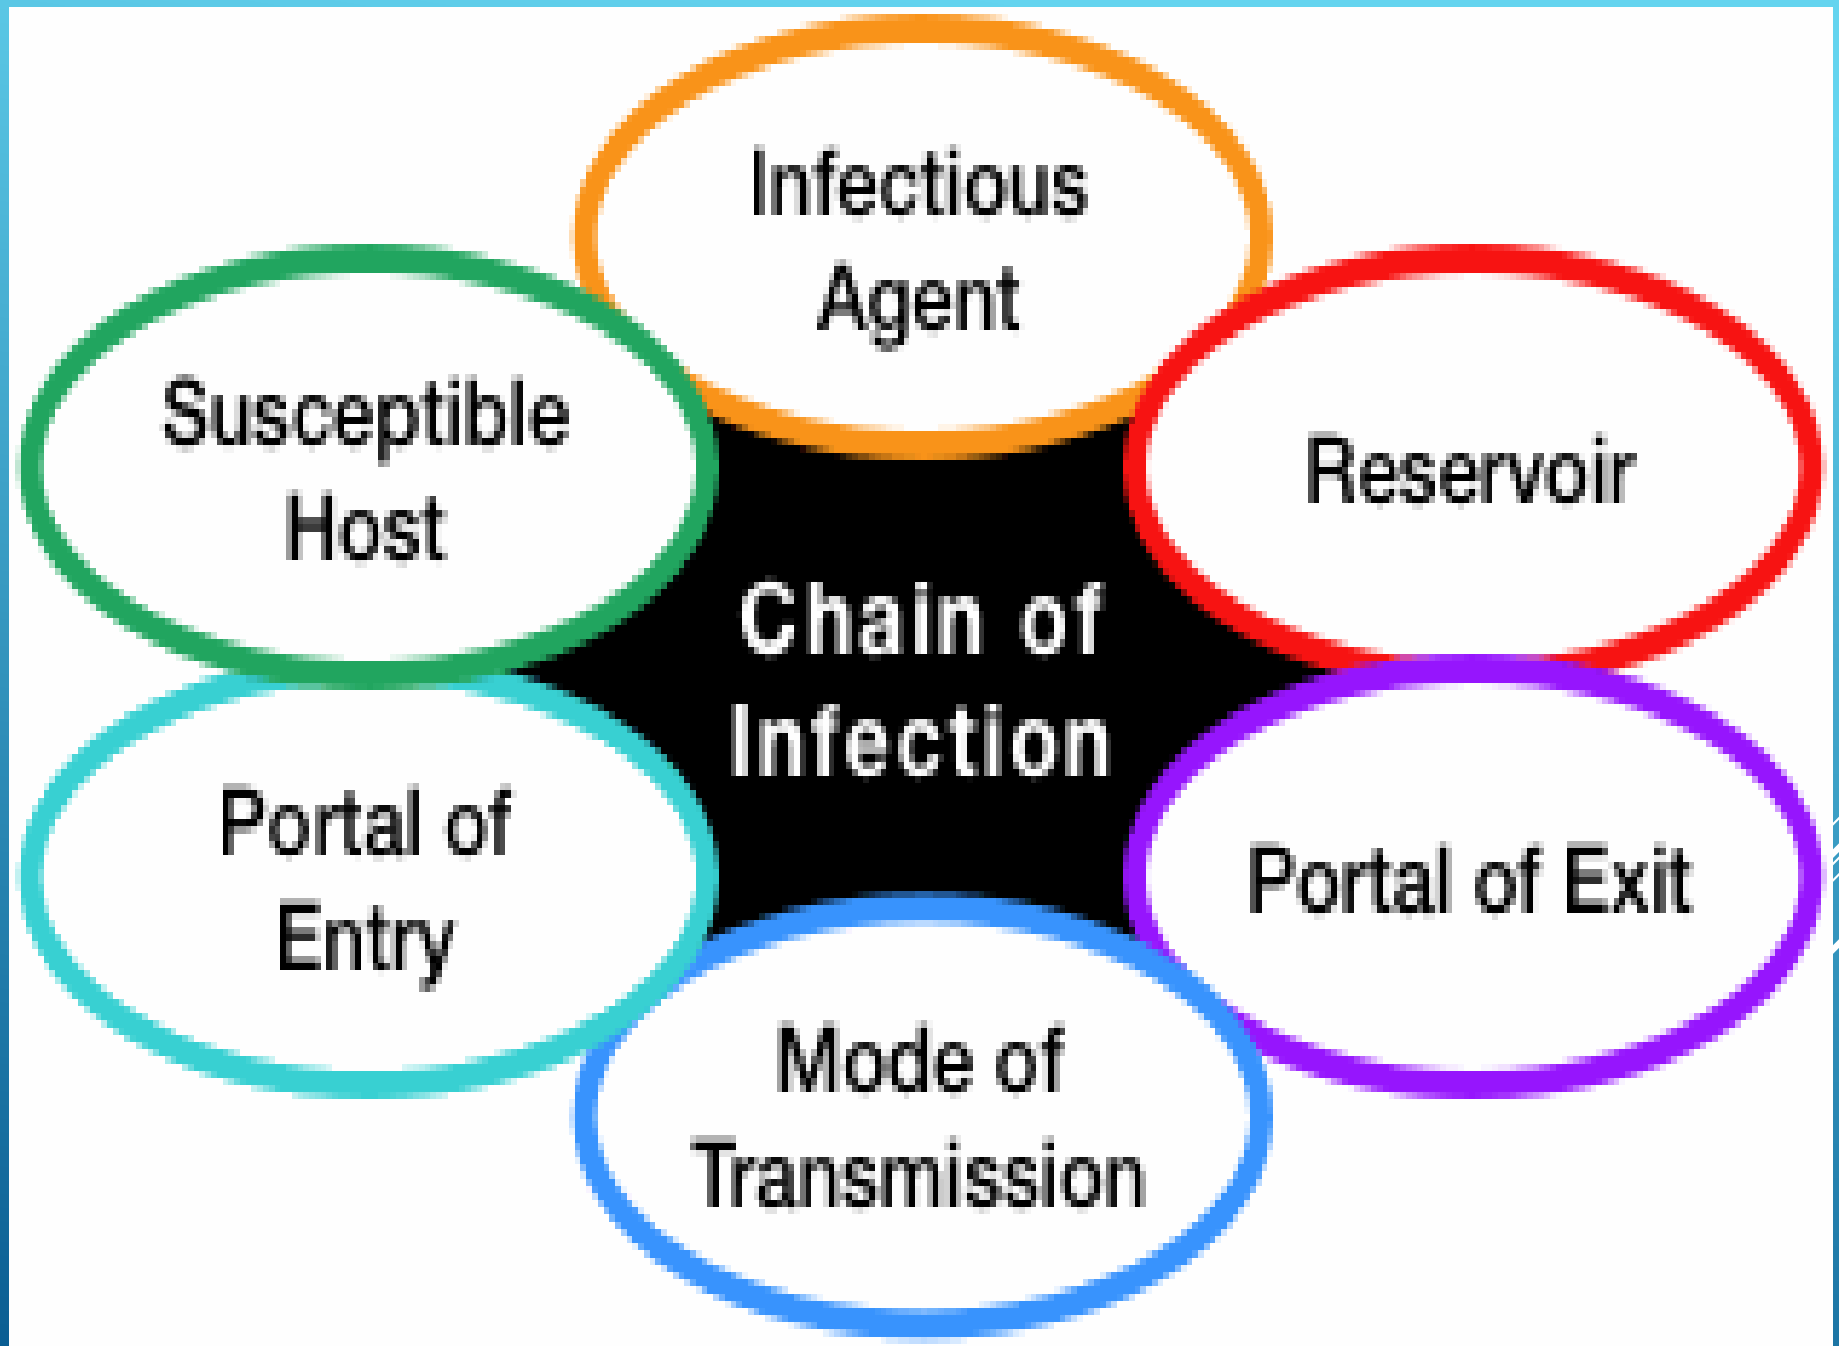 Infectious
Agent
Reservoir
Portal of Exit
Mode of
Transmission
Portal of
Entry
Susceptible
Host
Chain of
Infection